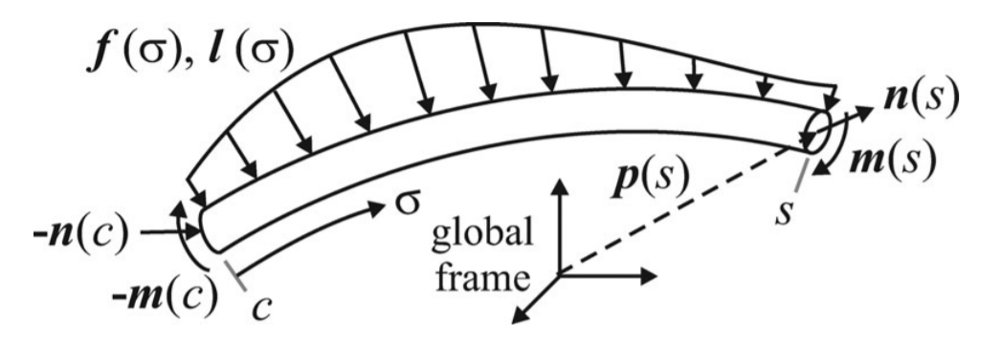 f(σ), l(σ)
n(s)
m(s)
p(s)
s
σ
-n(c)
global
frame
-m(c)
c